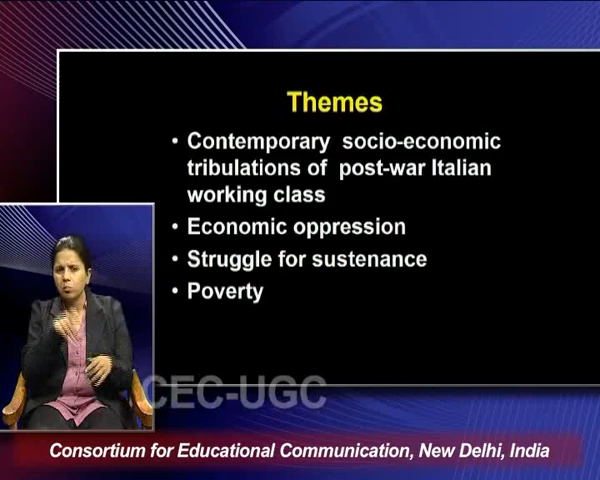 Themes
• Contemporary socio-economic
tribulations of post-war Italian
working class
• Economic oppression
• Struggle for sustenance
• Poverty
CEC-UGC
Consortium for Educational Communication, New Delhi, India